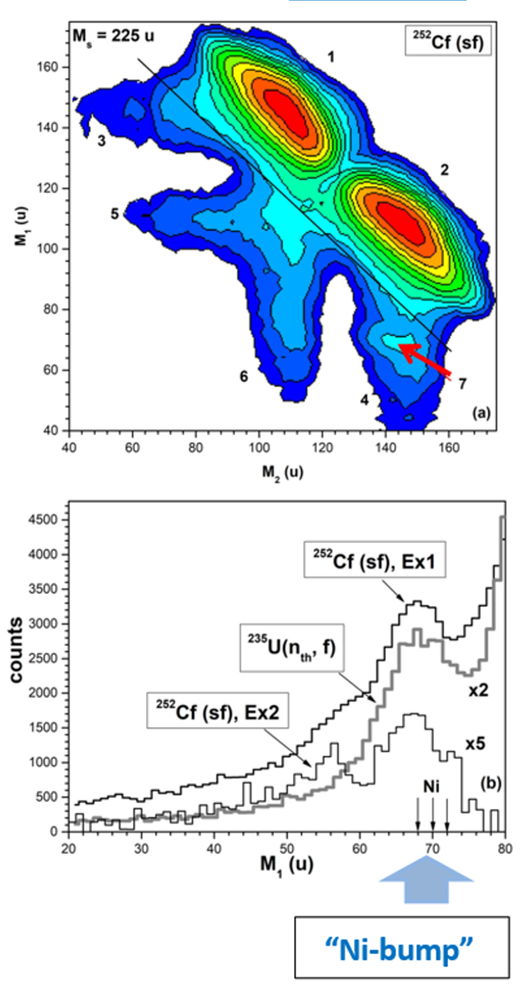 M_s = 225 u
1
²⁵²Cf (sf)
160
140
3
2
120
5
M₁ (u)
100
80
6
60
4
7
(a)
40
40 60 80 100 120 140 160
M₂ (u)
4500
4000
²⁵²Cf (sf), Ex1
3500
3000
²³⁵U(n_th, f)
counts
2500
2000
x2
²⁵²Cf (sf), Ex2
1500
x5
1000
Ni
(b)
500
0
20 30 40 50 60 70 80
M₁ (u)
“Ni-bump”